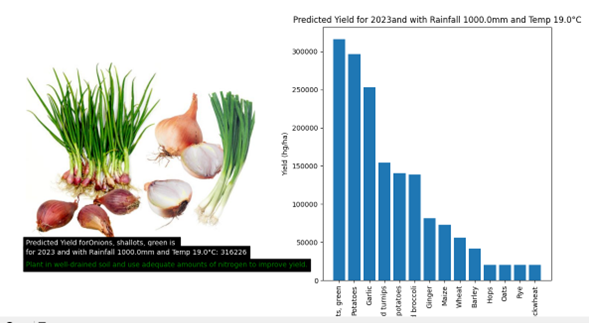 Predicted Yield for 2023and with Rainfall 1000.0mm and Temp 19.0°C
Yield (hg/ha)
300000
250000
200000
150000
100000
50000
0
ts, green
Potatoes
Garlic
d turnips
potatoes
d broccoli
Ginger
Maize
Wheat
Barley
Hops
Oats
Rye
ckwheat
Predicted Yield forOnions, shallots, green is
for 2023 and with Rainfall 1000.0mm and Temp 19.0°C: 316226
Plant in well-drained soil and use adequate amounts of nitrogen to improve yield.